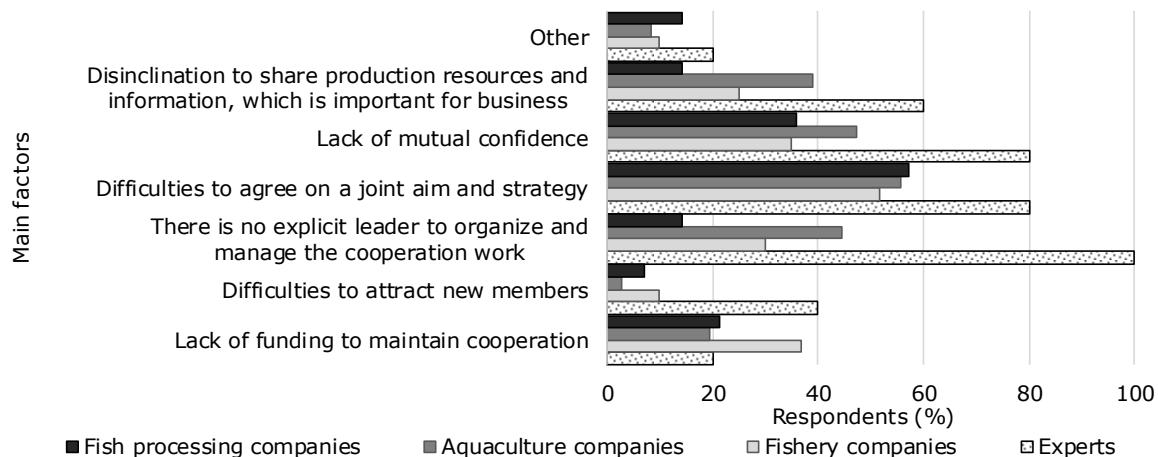 Main factors
Other
Disinclination to share production resources and
information, which is important for business
Lack of mutual confidence
Difficulties to agree on a joint aim and strategy
There is no explicit leader to organize and
manage the cooperation work
Difficulties to attract new members
Lack of funding to maintain cooperation
0 20 40 60 80 100
Respondents (%)
Fish processing companies Aquaculture companies Fishery companies Experts